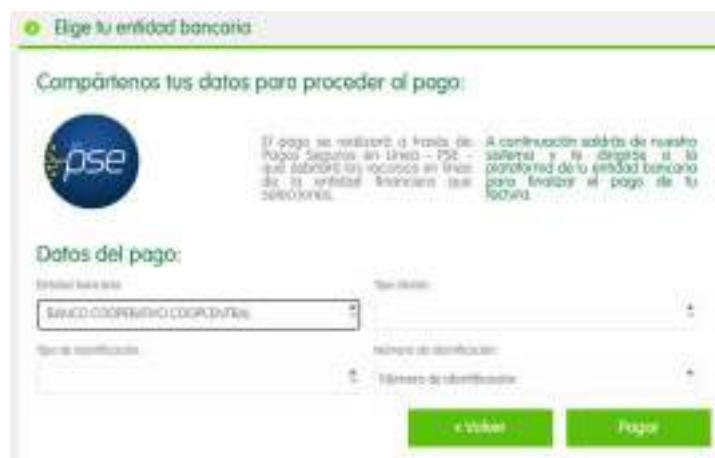 Elige tu entidad bancaria
Compártenos tus datos para proceder al pago:
pse
El pago se realizará a través de
Pagos Seguros en Línea - PSE -
que debitará los recursos en línea
de la entidad financiera que
selecciones.
A continuación saldrás de nuestro
sistema y te dirigirás a la
plataforma de tu entidad bancaria
para finalizar el pago de tu
factura.
Datos del pago:
Entidad bancaria
Tipo cliente
BANCO COOPERATIVO COOPCENTRAL
Tipo de identificación
Número de identificación
Número de identificación
< Volver
Pagar